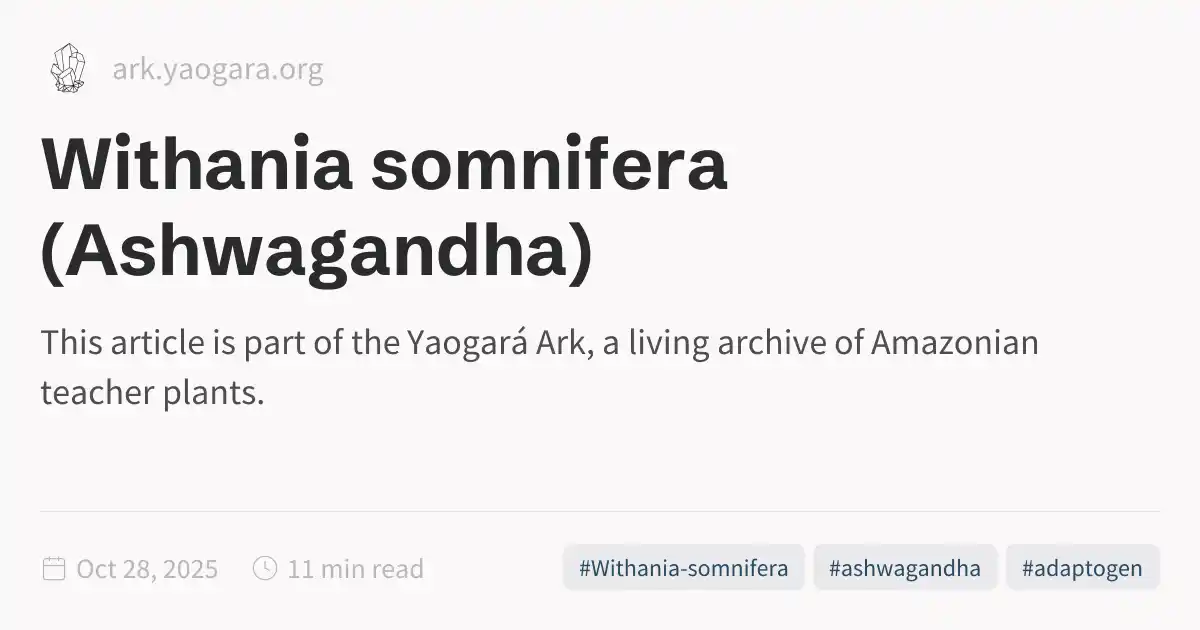 ark.yaogara.org
Withania somnifera
(Ashwagandha)
This article is part of the Yaogará Ark, a living archive of Amazonian
teacher plants.
Oct 28, 2025
11 min read
#Withania-somnifera
#ashwagandha
#adaptogen